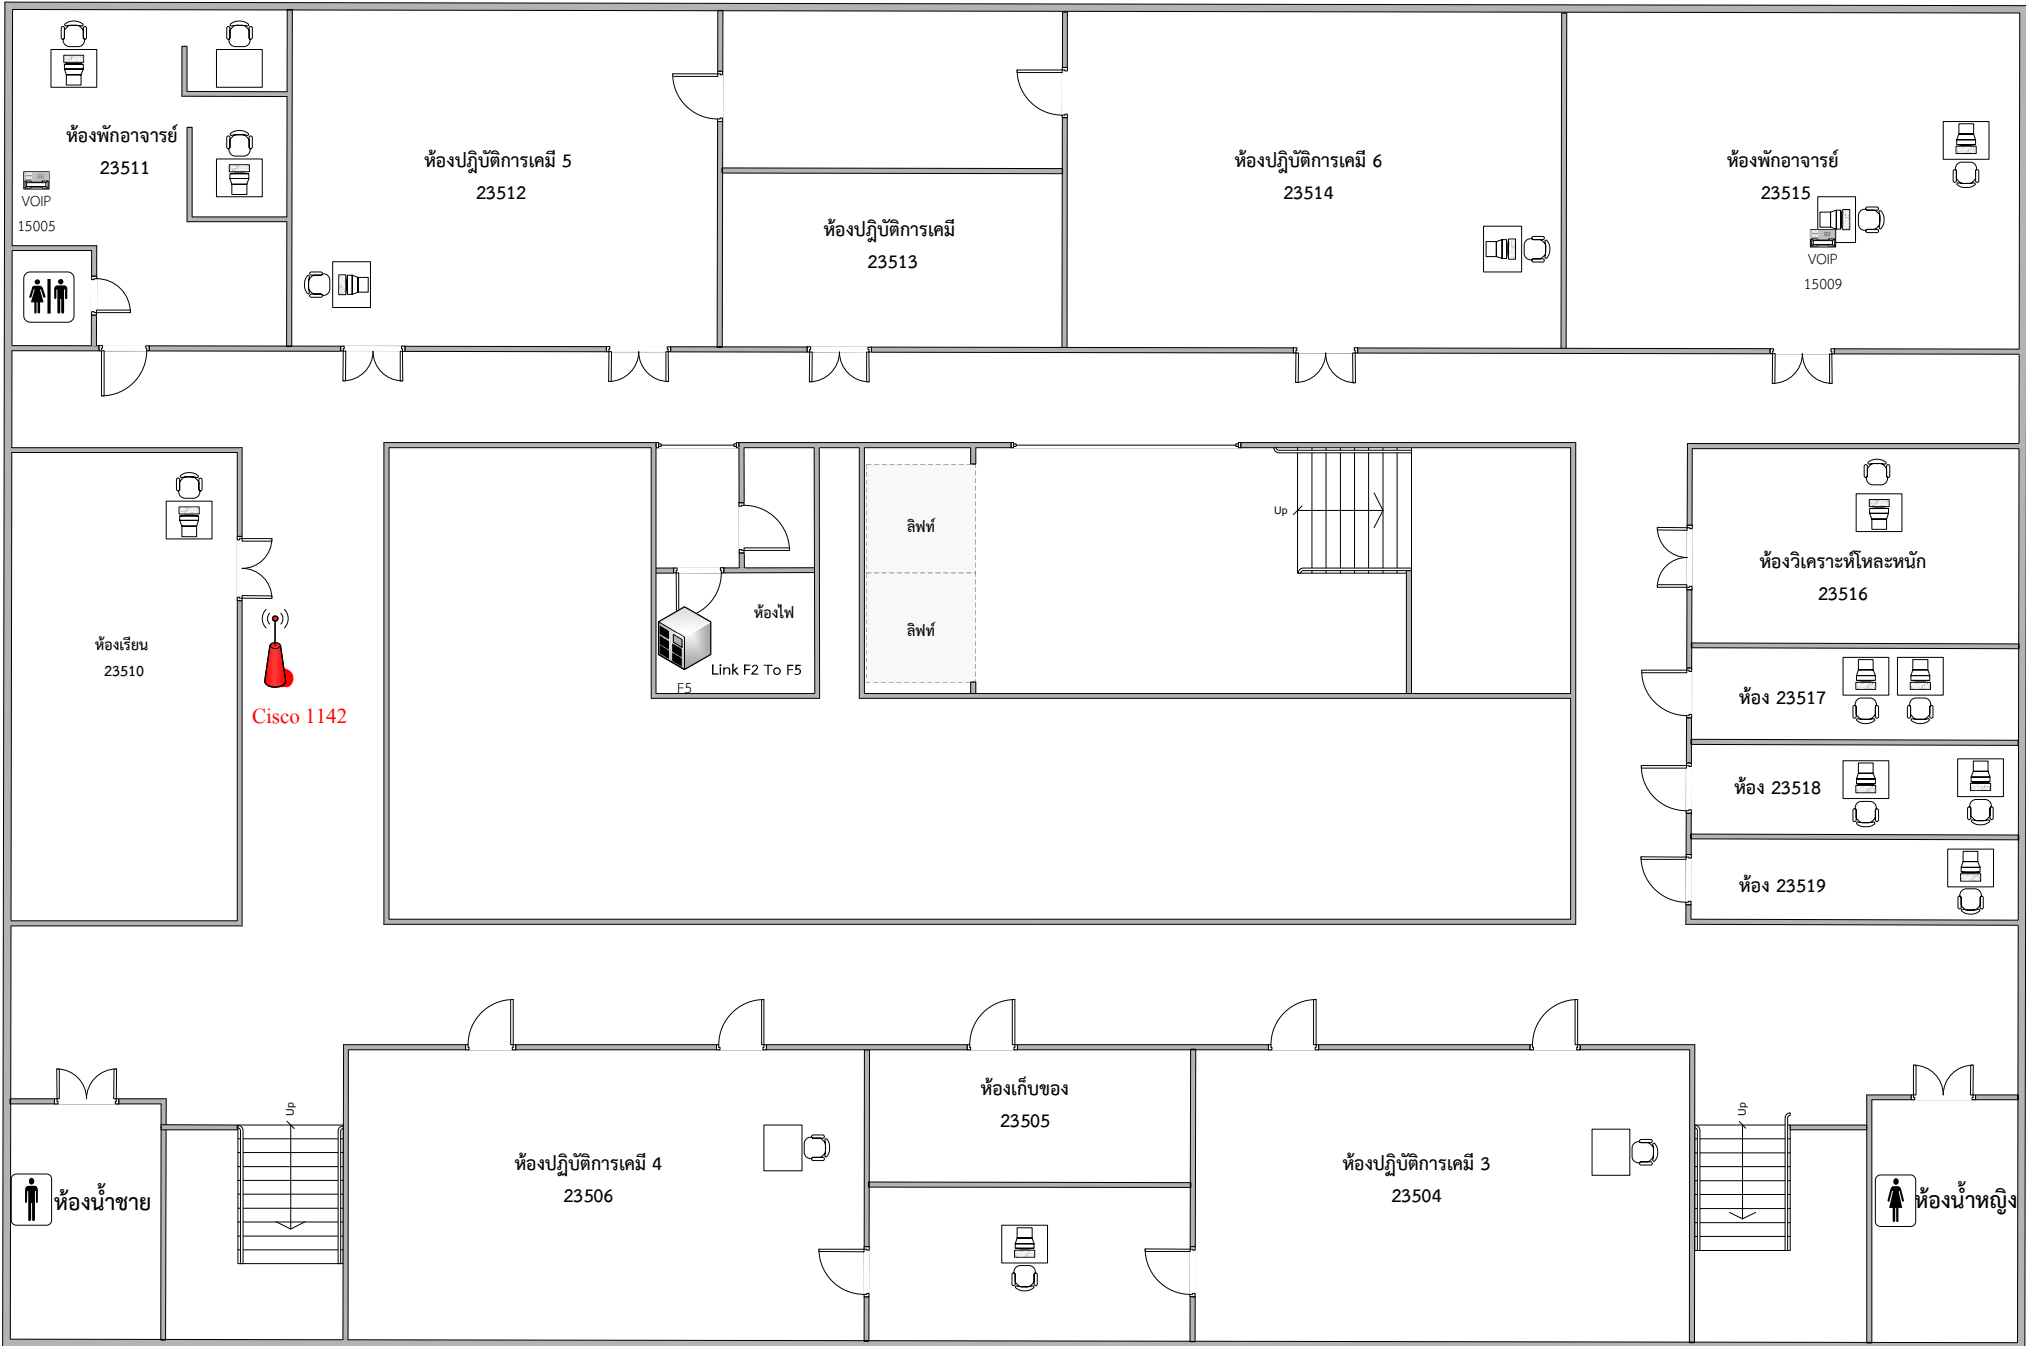 ห้องพักอาจารย์
23511
VOIP
15005
ห้องปฎิบัติการเคมี 5
23512
ห้องปฎิบัติการเคมี
23513
ห้องปฎิบัติการเคมี 6
23514
ห้องพักอาจารย์
23515
VOIP
15009
ห้องเรียน
23510
Cisco 1142
ห้องไฟ
Link F2 To F5
F5
ลิฟท์
ลิฟท์
Up
ห้องวิเคราะห์โหละหนัก
23516
ห้อง 23517
ห้อง 23518
ห้อง 23519
ห้องน้ำชาย
Up
ห้องปฏิบัติการเคมี 4
23506
ห้องเก็บของ
23505
ห้องปฏิบัติการเคมี 3
23504
Up
ห้องน้ำหญิง